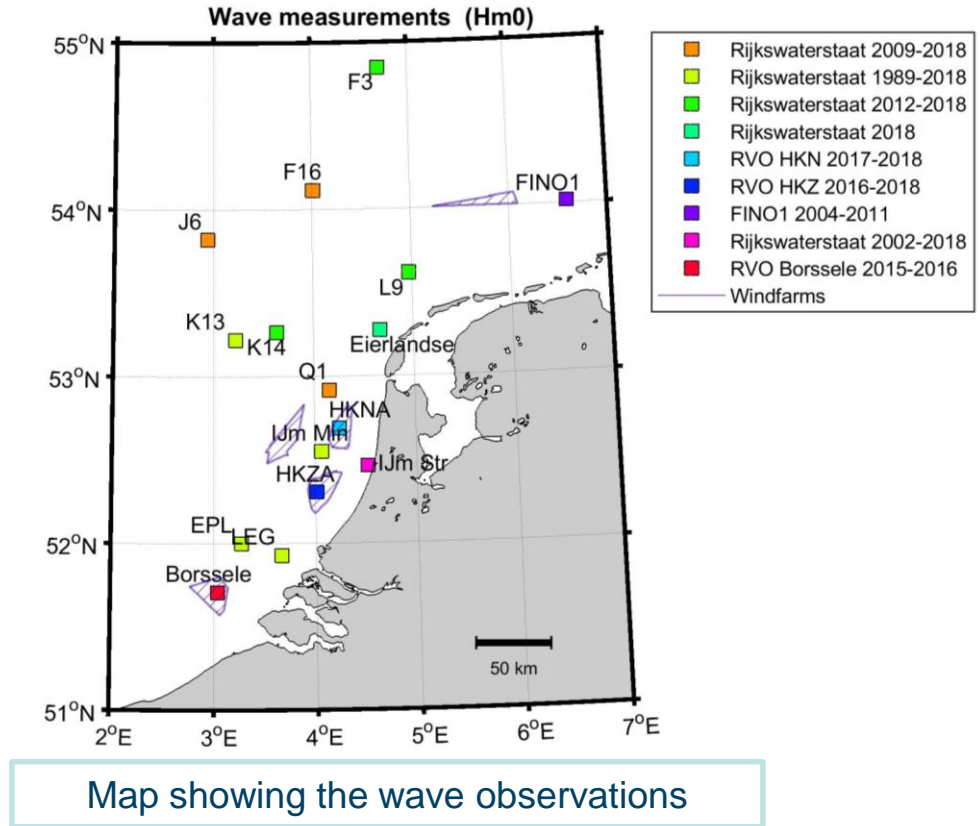 Wave measurements (Hm0)
55°N
F3
F16
FINO1
54°N
J6
L9
K13
K14
Eierlandse
53°N
Q1
HKNA
IJm Min
IJm Str
HKZA
EPL
LEG
52°N
Borssele
50 km
51°N
2°E 3°E 4°E 5°E 6°E 7°E
Rijkswaterstaat 2009-2018
Rijkswaterstaat 1989-2018
Rijkswaterstaat 2012-2018
Rijkswaterstaat 2018
RVO HKN 2017-2018
RVO HKZ 2016-2018
FINO1 2004-2011
Rijkswaterstaat 2002-2018
RVO Borssele 2015-2016
Windfarms
Map showing the wave observations